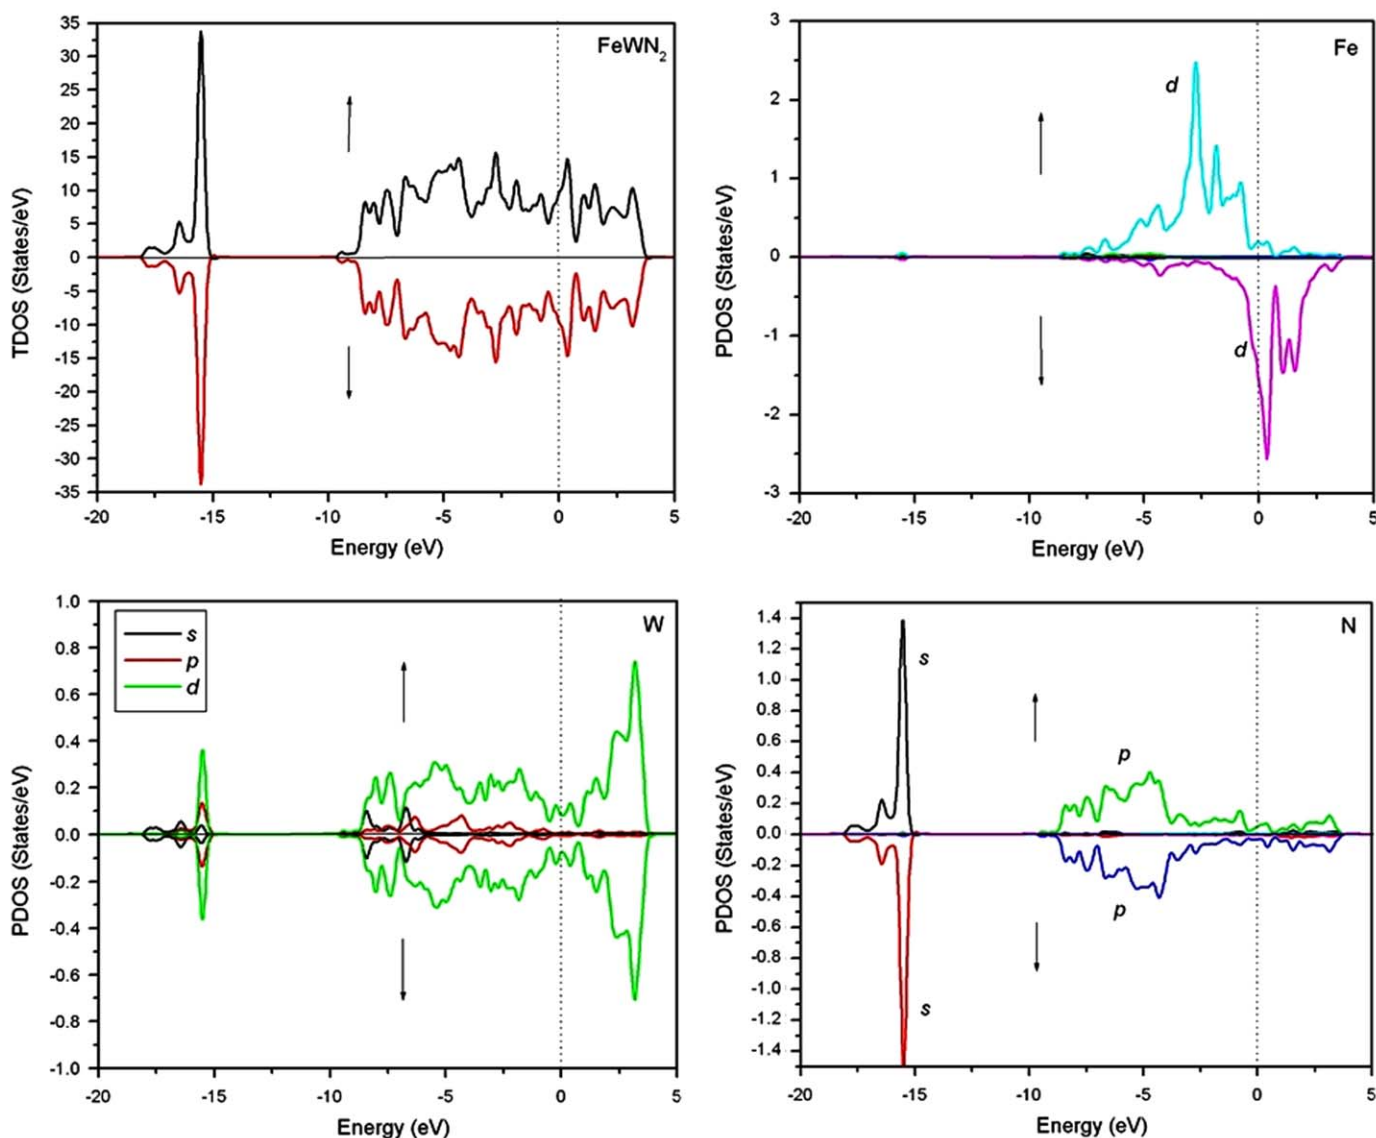 FeWN2
TDOS (States/eV)
35
30
25
20
15
10
5
0
-5
-10
-15
-20
-25
-30
-35
-20 -15 -10 -5 0 5
Energy (eV)
Fe
d
d
PDOS (States/eV)
3
2
1
0
-1
-2
-3
-20 -15 -10 -5 0 5
Energy (eV)
W
s
p
d
PDOS (States/eV)
1.0
0.8
0.6
0.4
0.2
0.0
-0.2
-0.4
-0.6
-0.8
-1.0
-20 -15 -10 -5 0 5
Energy (eV)
N
s
p
p
s
PDOS (States/eV)
1.4
1.2
1.0
0.8
0.6
0.4
0.2
0.0
-0.2
-0.4
-0.6
-0.8
-1.0
-1.2
-1.4
-20 -15 -10 -5 0 5
Energy (eV)